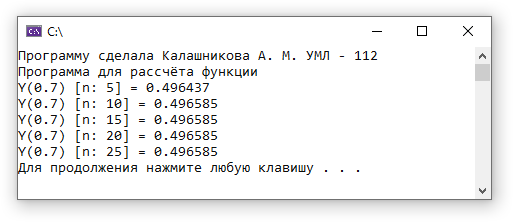 C:\
Программу сделала Калашникова А. М. УМЛ - 112
Программа для рассчёта функции
Y(0.7) [n: 5] = 0.496437
Y(0.7) [n: 10] = 0.496585
Y(0.7) [n: 15] = 0.496585
Y(0.7) [n: 20] = 0.496585
Y(0.7) [n: 25] = 0.496585
Для продолжения нажмите любую клавишу . . .